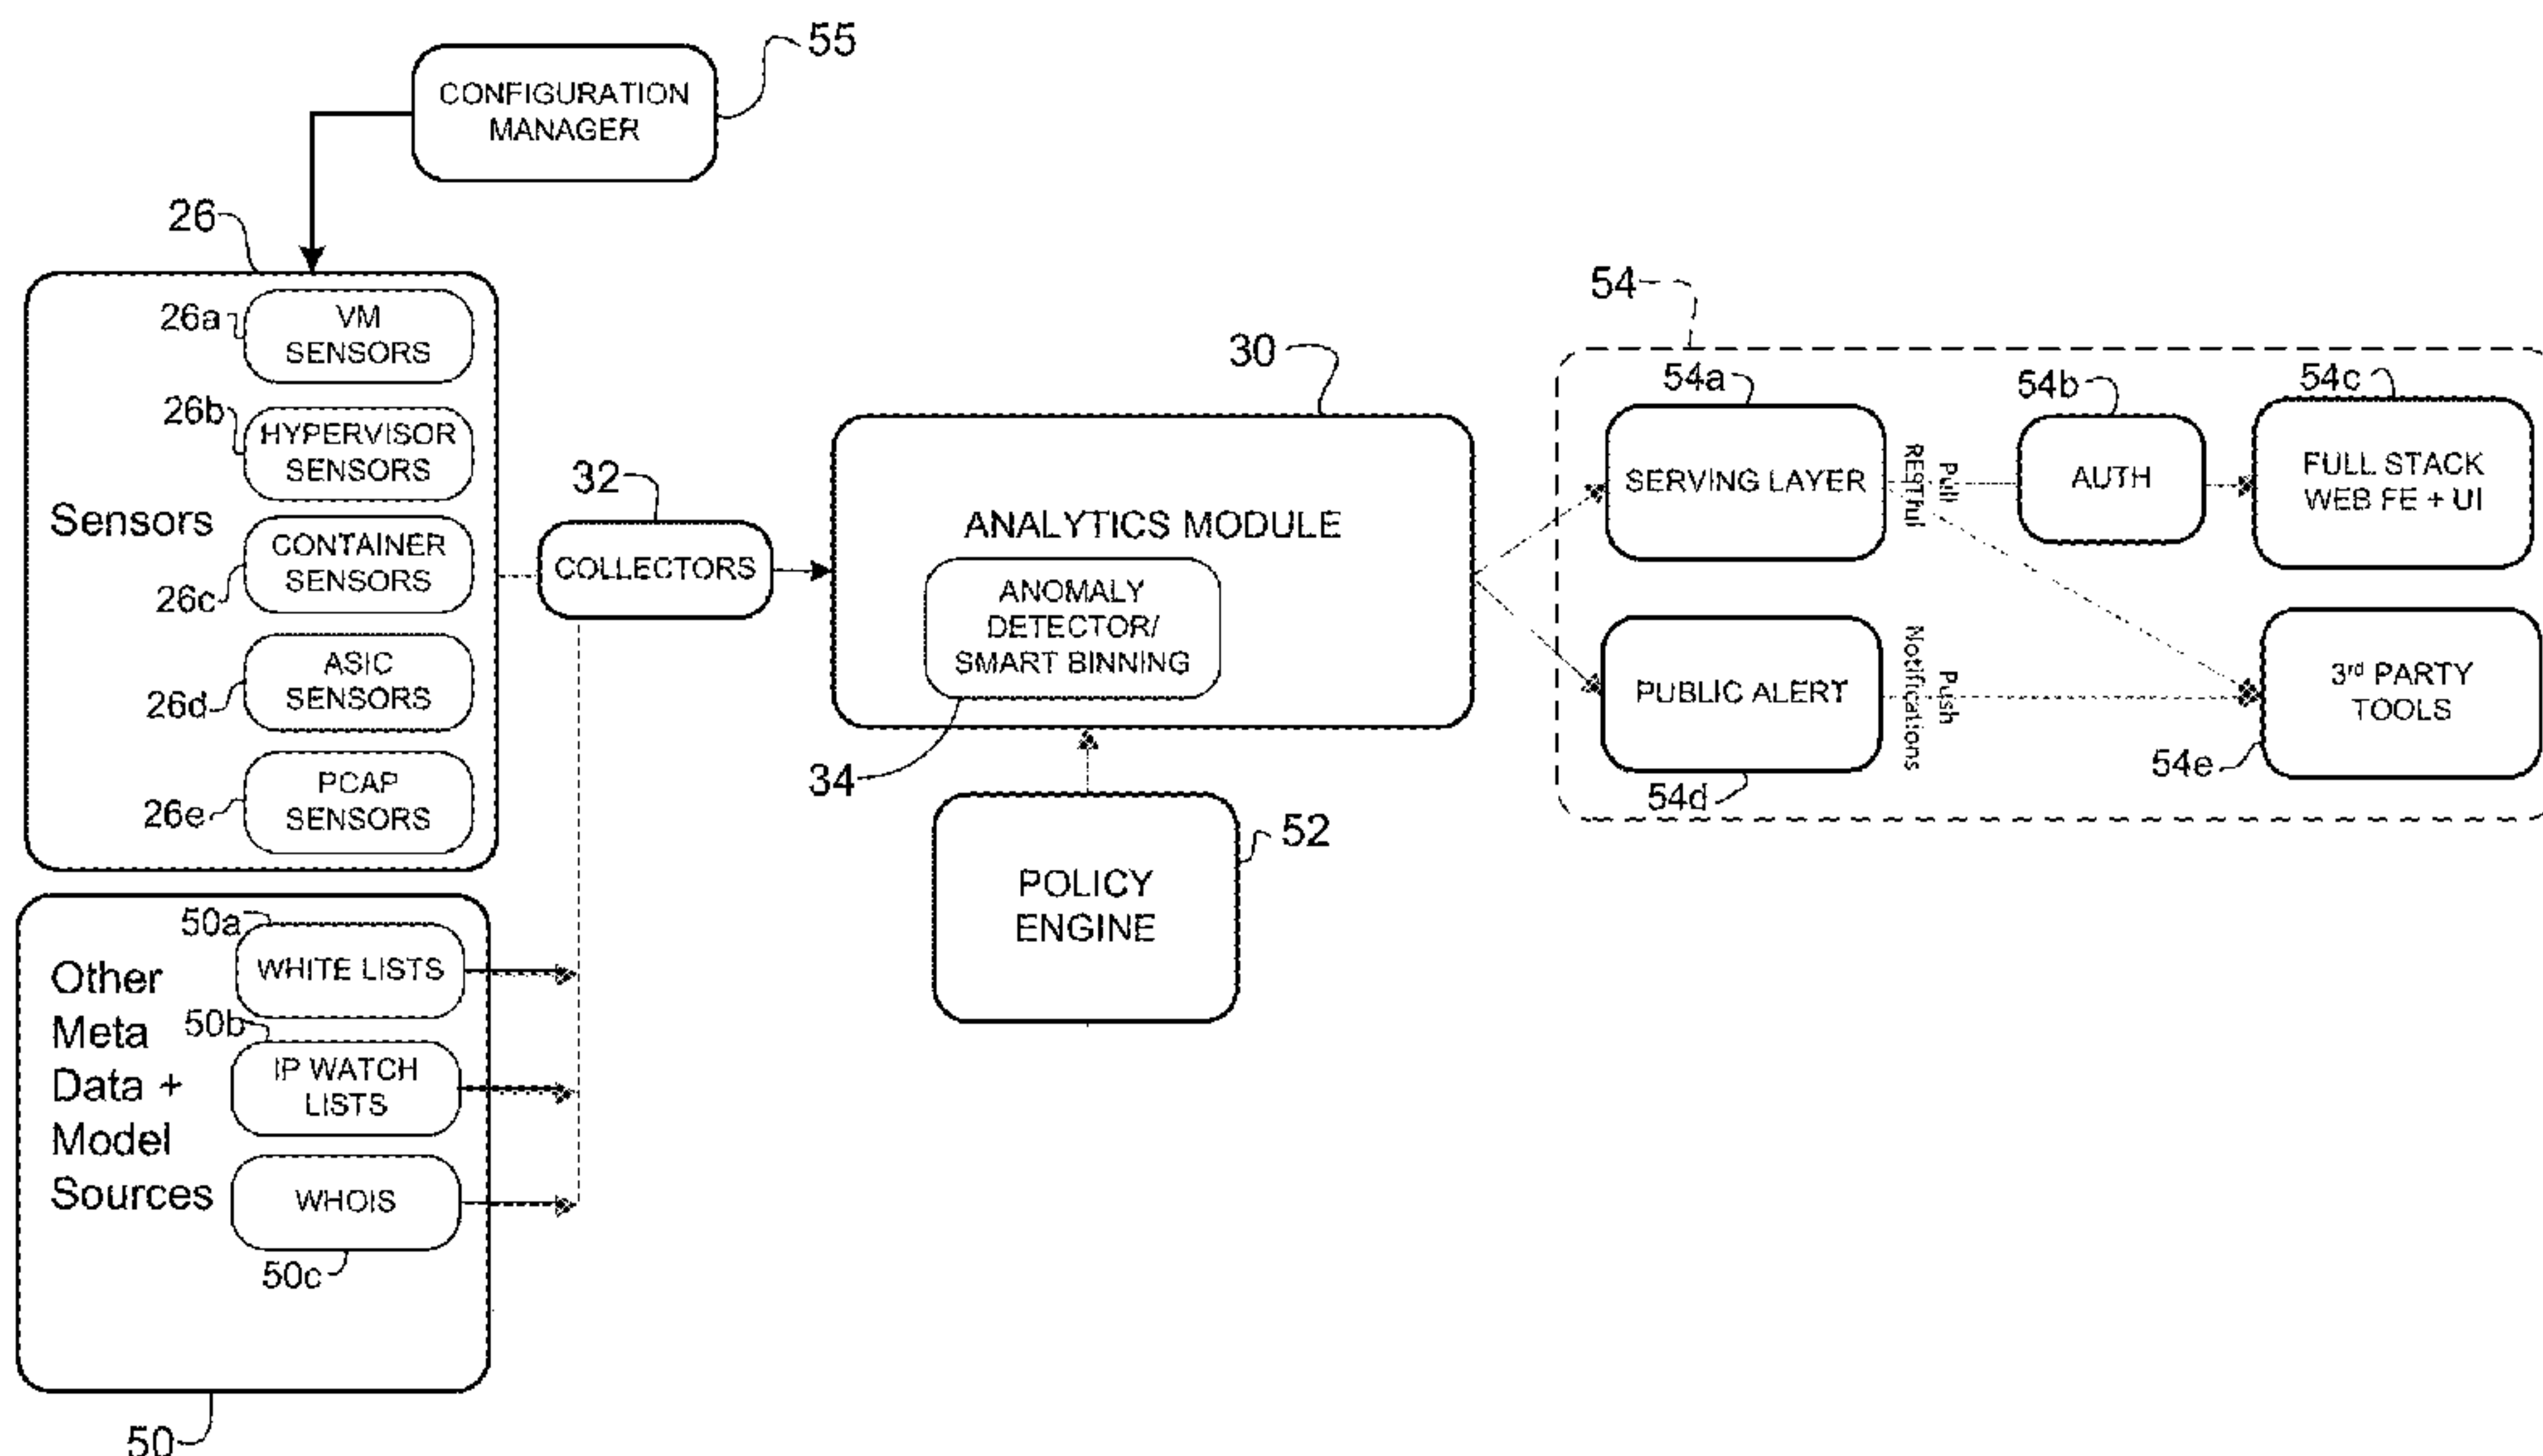 55
CONFIGURATION
MANAGER
26
26a
VM
SENSORS
26b
HYPERVISOR
SENSORS
Sensors
CONTAINER
SENSORS
26c
ASIC
SENSORS
26d
PCAP
SENSORS
26e
32
COLLECTORS
30
ANALYTICS MODULE
ANOMALY
DETECTOR/
SMART BINNING
34
POLICY
ENGINE
52
54
54a
SERVING LAYER
Pull
RESTful
54b
AUTH
54c
FULL STACK
WEB FE + UI
PUBLIC ALERT
54d
Push
Notifications
3rd PARTY
TOOLS
54e
50a
WHITE LISTS
Other
Meta
Data +
Model
Sources
50b
IP WATCH
LISTS
WHOIS
50c
50